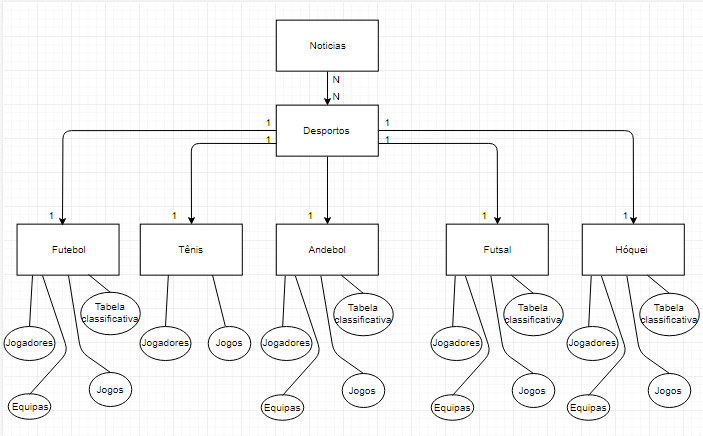 Noticias
N
N
Desportos
1
1
1
1
1
1
1
1
1
Futebol
Tênis
Andebol
Futsal
Hóquei
Tabela
classificativa
Tabela
classificativa
Tabela
classificativa
Tabela
classificativa
Jogadores
Jogadores
Jogos
Jogadores
Jogadores
Jogadores
Jogos
Jogos
Jogos
Jogos
Equipas
Equipas
Equipas
Equipas